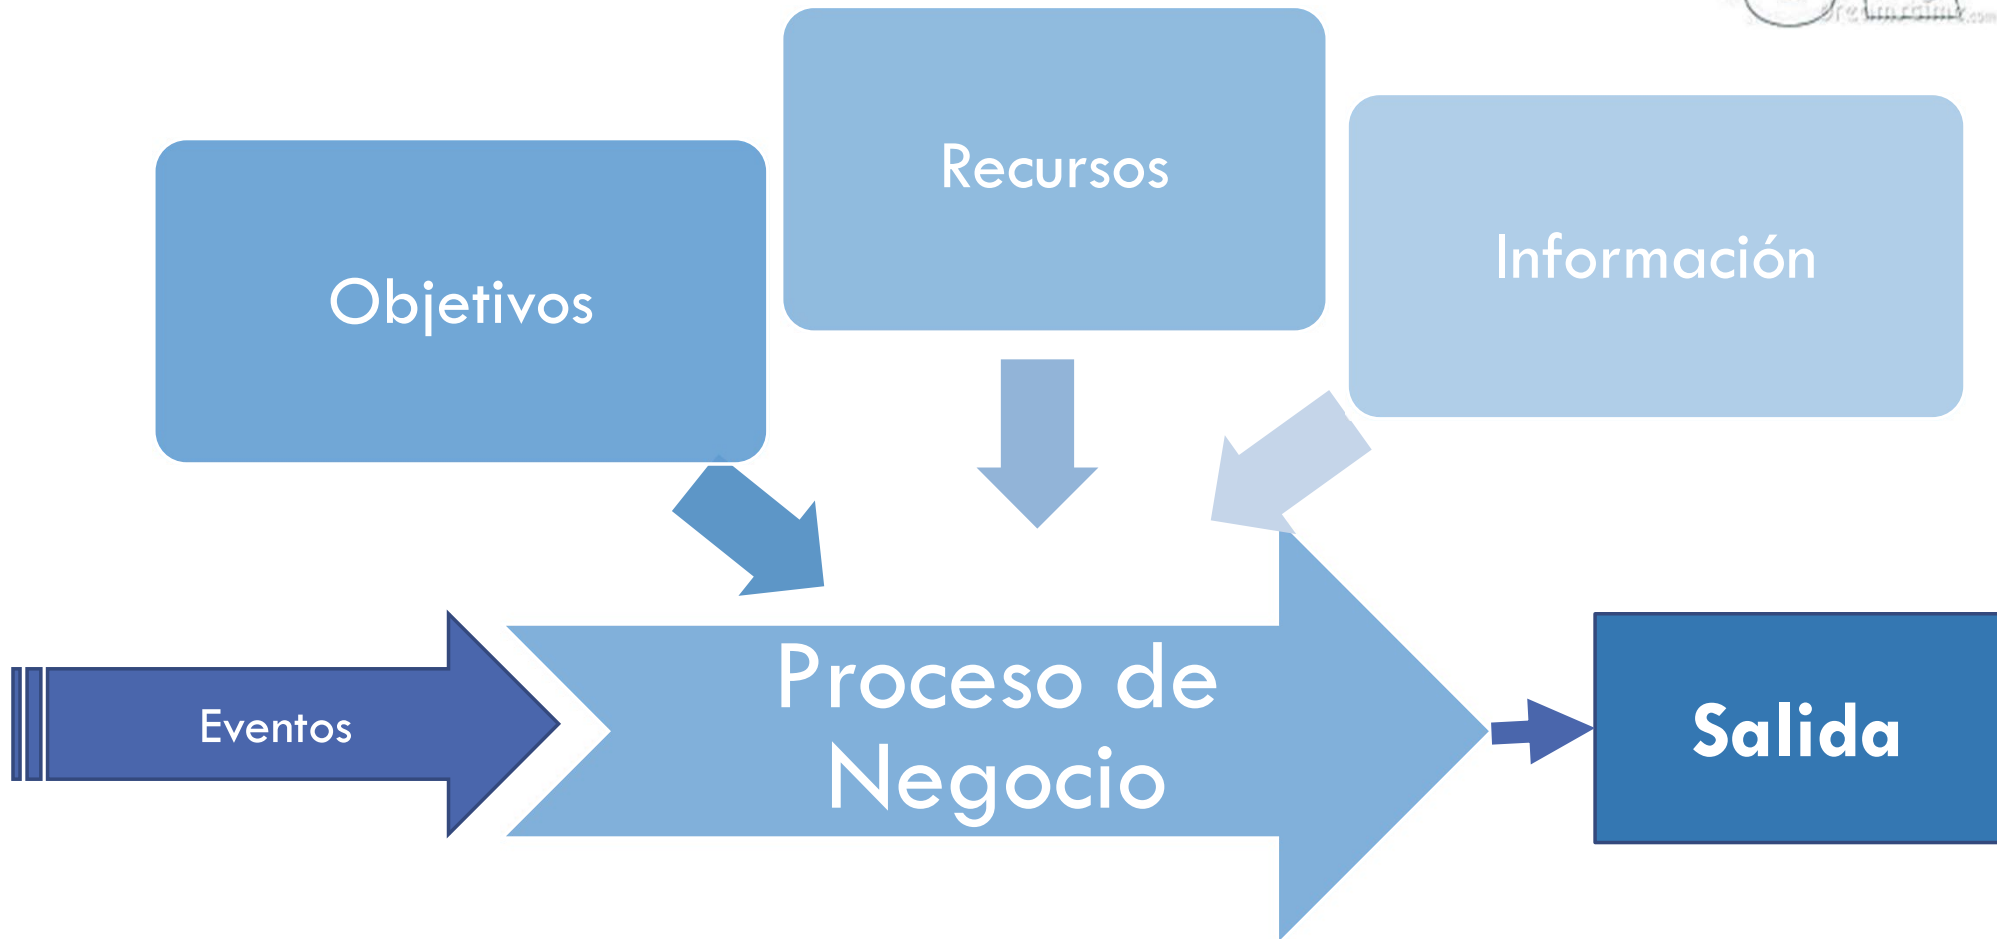 Recursos
Información
Objetivos
Eventos
Proceso de
Negocio
Salida